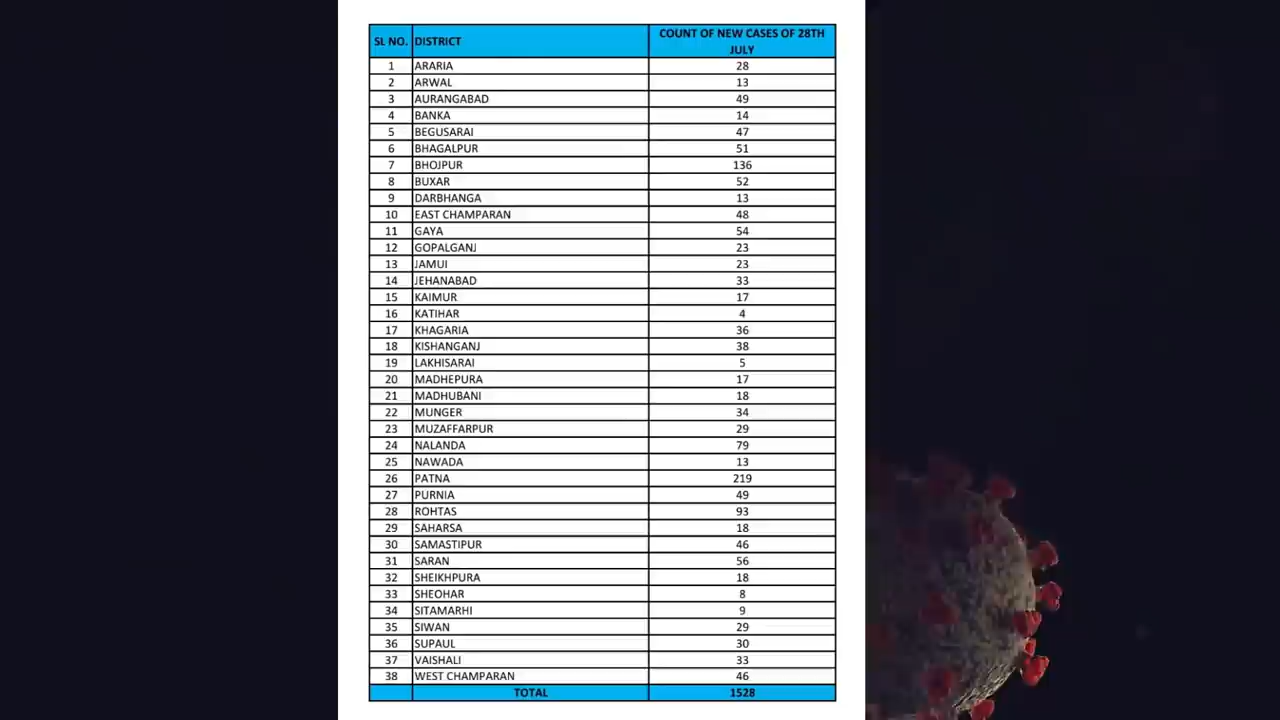 SL NO. DISTRICT COUNT OF NEW CASES OF 28TH JULY
1 ARARIA 28
2 ARWAL 13
3 AURANGABAD 49
4 BANKA 14
5 BEGUSARAI 47
6 BHAGALPUR 51
7 BHOJPUR 136
8 BUXAR 52
9 DARBHANGA 13
10 EAST CHAMPARAN 48
11 GAYA 54
12 GOPALGANJ 23
13 JAMUI 23
14 JEHANABAD 33
15 KAIMUR 17
16 KATIHAR 4
17 KHAGARIA 36
18 KISHANGANJ 38
19 LAKHISARAI 5
20 MADHEPURA 17
21 MADHUBANI 18
22 MUNGER 34
23 MUZAFFARPUR 29
24 NALANDA 79
25 NAWADA 13
26 PATNA 219
27 PURNIA 49
28 ROHTAS 93
29 SAHARSA 18
30 SAMASTIPUR 46
31 SARAN 56
32 SHEIKHPURA 18
33 SHEOHAR 8
34 SITAMARHI 9
35 SIWAN 29
36 SUPAUL 30
37 VAISHALI 33
38 WEST CHAMPARAN 46
TOTAL 1528